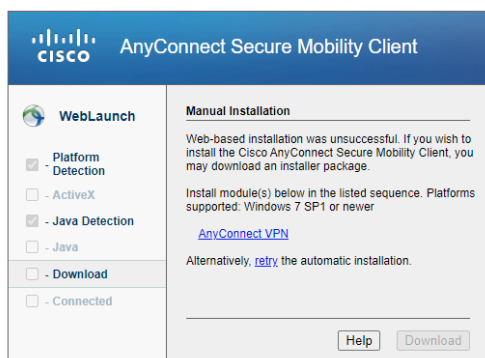 CISCO
AnyConnect Secure Mobility Client
WebLaunch
- Platform
Detection
- ActiveX
- Java Detection
- Java
- Download
- Connected
Manual Installation
Web-based installation was unsuccessful. If you wish to
install the Cisco AnyConnect Secure Mobility Client, you
may download an installer package.
Install module(s) below in the listed sequence. Platforms
supported: Windows 7 SP1 or newer
AnyConnect VPN
Alternatively, retry the automatic installation.
Help
Download